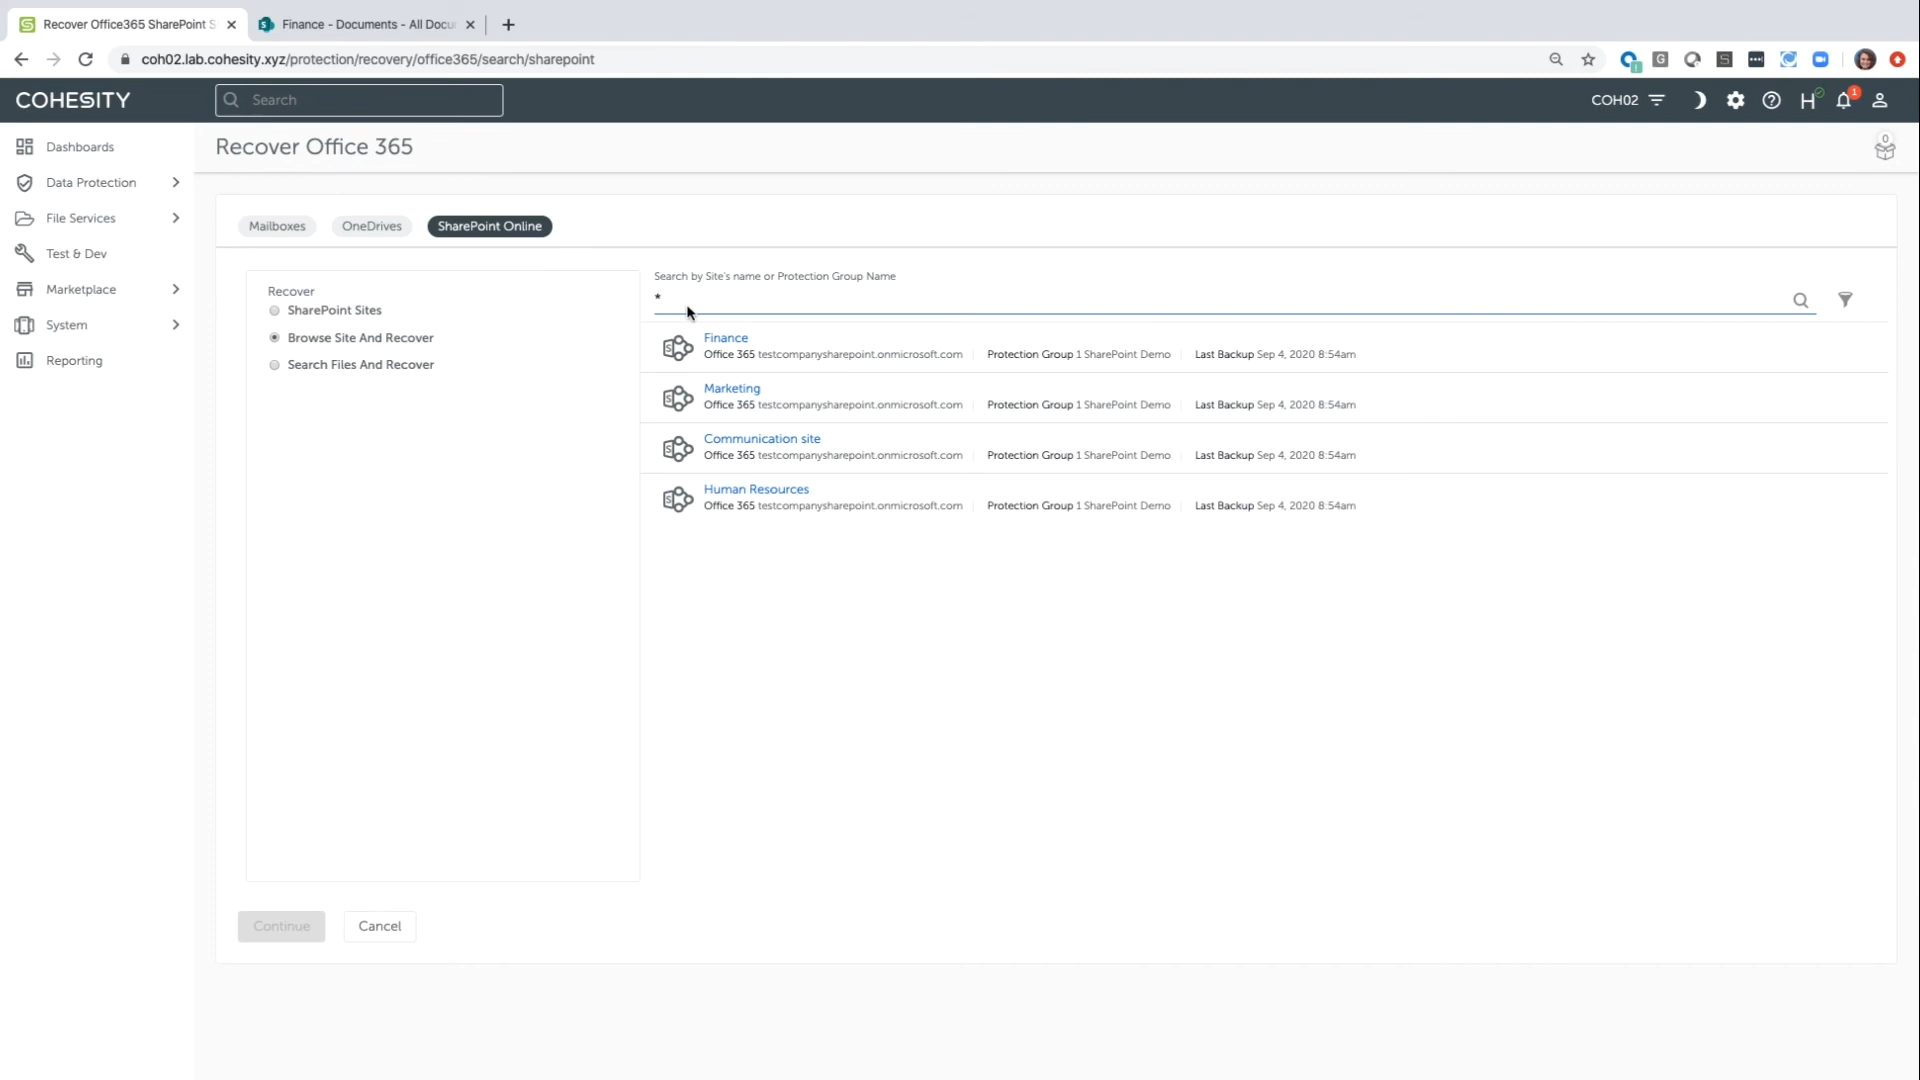 Recover Office365 SharePoint S
Finance - Documents - All Docu
coh02.lab.cohesity.xyz/protection/recovery/office365/search/sharepoint
COHESITY
Search
COH02
H
1
Dashboards
Data Protection
File Services
Test & Dev
Marketplace
System
Reporting
Recover Office 365
0
Mailboxes
OneDrives
SharePoint Online
Recover
SharePoint Sites
Browse Site And Recover
Search Files And Recover
Search by Site's name or Protection Group Name
*
Finance
Office 365 testcompanysharepoint.onmicrosoft.com Protection Group 1 SharePoint Demo Last Backup Sep 4, 2020 8:54am
Marketing
Office 365 testcompanysharepoint.onmicrosoft.com Protection Group 1 SharePoint Demo Last Backup Sep 4, 2020 8:54am
Communication site
Office 365 testcompanysharepoint.onmicrosoft.com Protection Group 1 SharePoint Demo Last Backup Sep 4, 2020 8:54am
Human Resources
Office 365 testcompanysharepoint.onmicrosoft.com Protection Group 1 SharePoint Demo Last Backup Sep 4, 2020 8:54am
Continue
Cancel